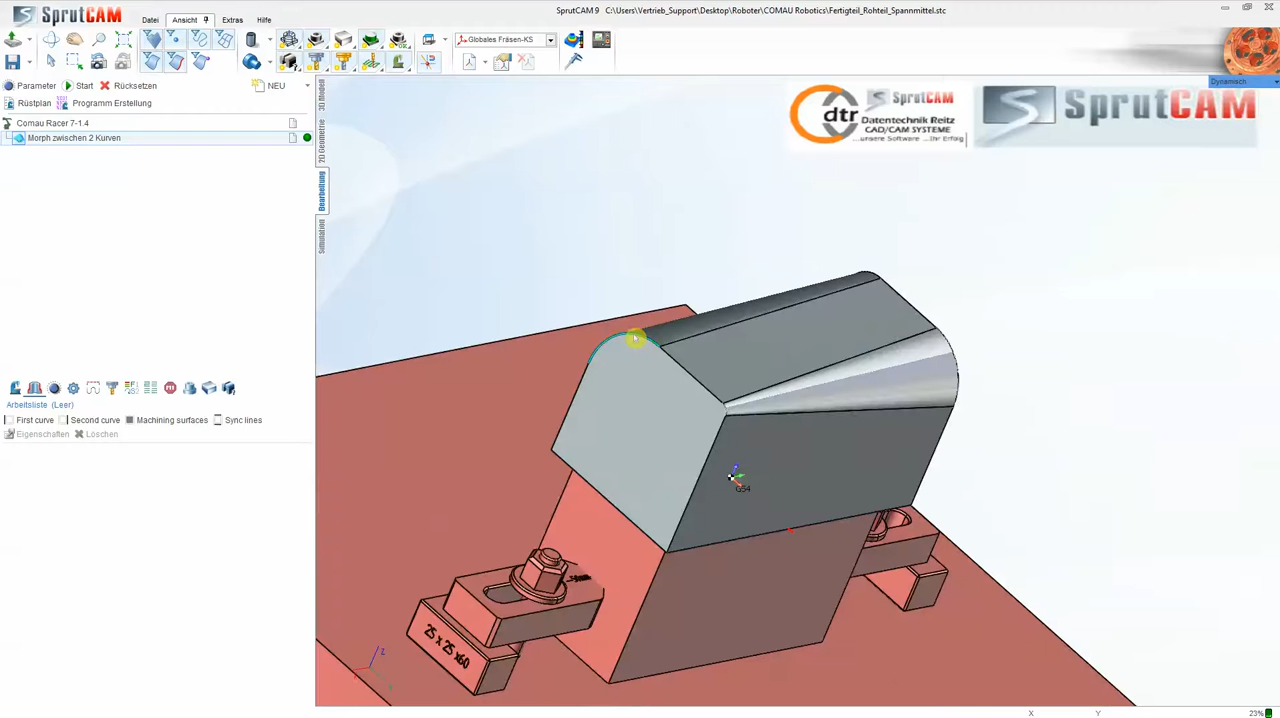 SprutCAM
Datei
Ansicht
Extras
Hilfe
SprutCAM 9 C:\Users\Vertrieb_Support\Desktop\Roboter\COMAU Robotics\Fertigteil_Rohteil_Spannmittel.stc
Globales Fräsen-KS
Parameter
Start
Rücksetzen
NEU
Rüstplan
Programm Erstellung
Comau Racer 7-1.4
Morph zwischen 2 Kurven
3D Modell
2D Geometrie
Bearbeitung
Simulation
Dynamisch
dtr
SprutCAM
Datentechnik Reitz
CAD/CAM SYSTEME
...unsere Software ...Ihr Erfolg
SprutCAM
Arbeitsliste (Leer)
First curve
Second curve
Machining surfaces
Sync lines
Eigenschaften
Löschen
G54
25 x 25 x60
Z
X
Y
23%